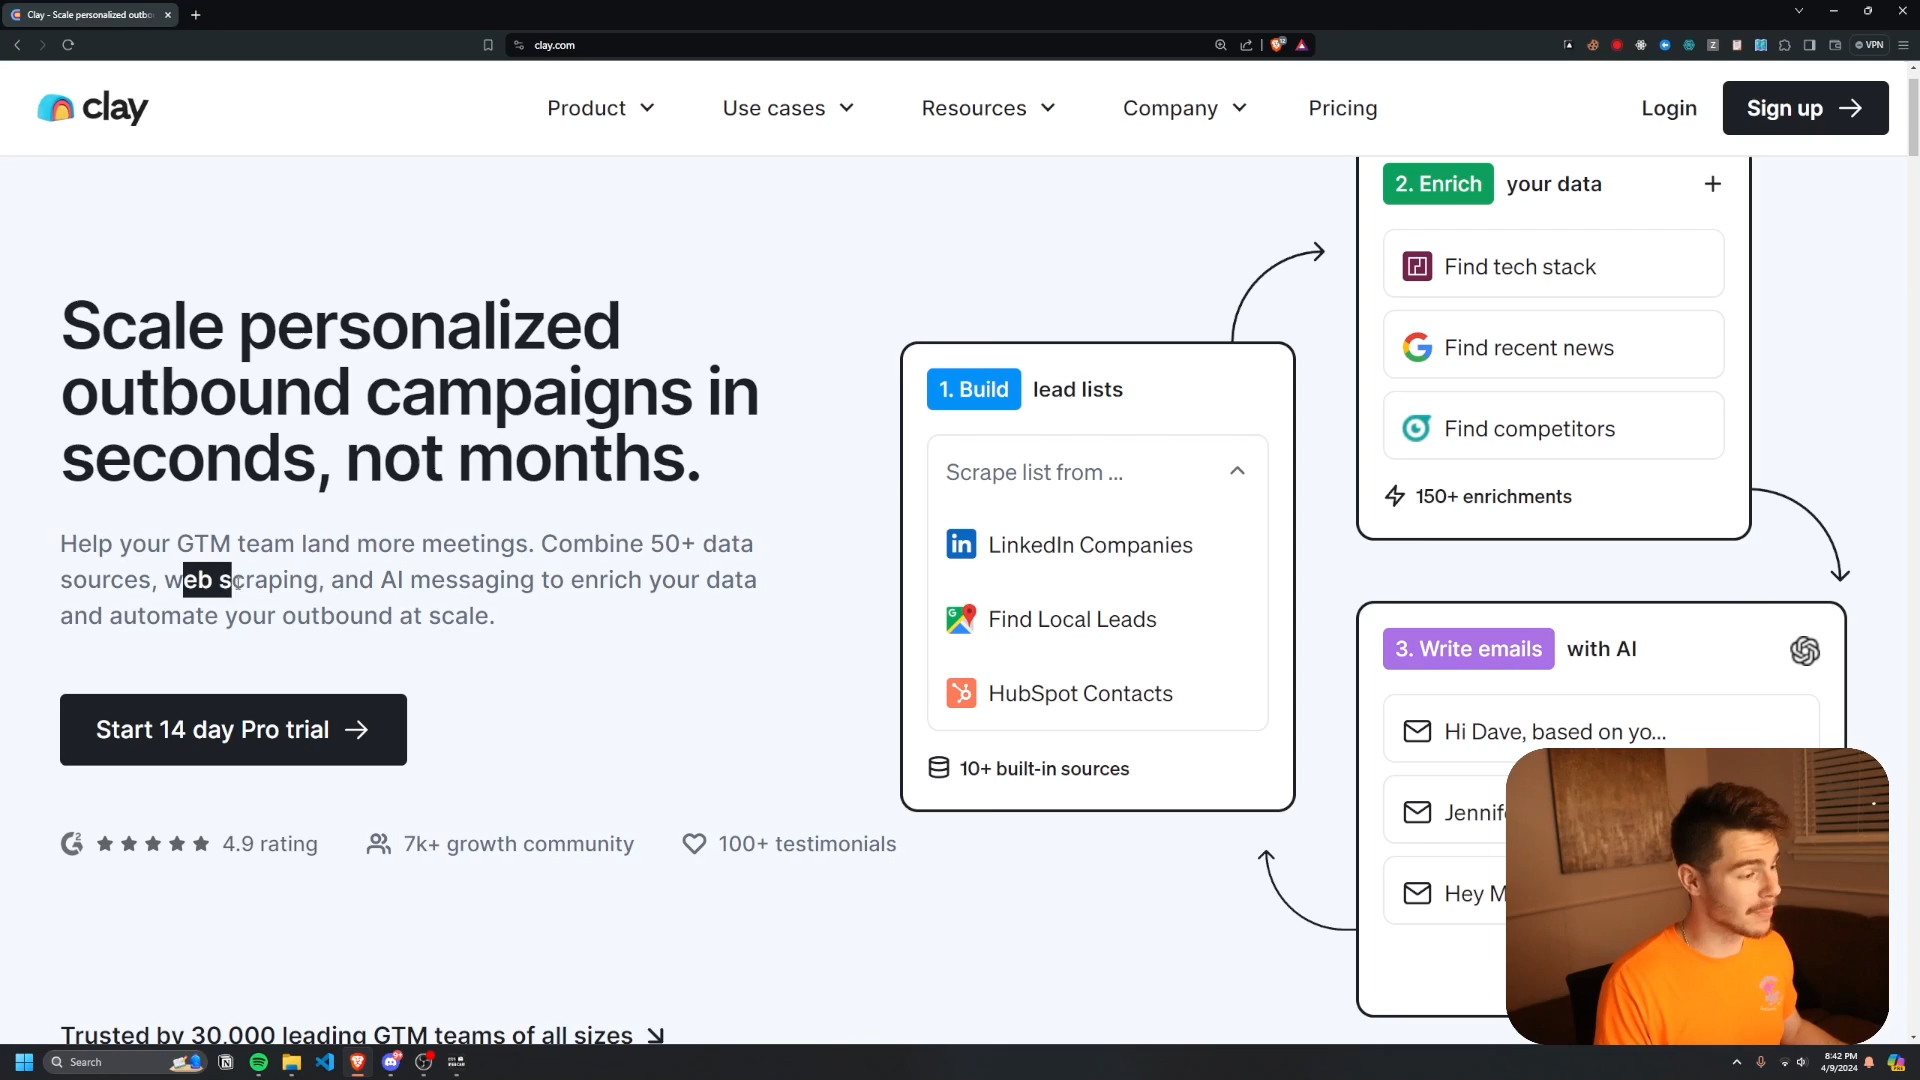 Clay - Scale personalized outbo
clay.com
VPN
clay
Product
Use cases
Resources
Company
Pricing
Login
Sign up
Scale personalized
outbound campaigns in
seconds, not months.
Help your GTM team land more meetings. Combine 50+ data
sources, web scraping, and AI messaging to enrich your data
and automate your outbound at scale.
Start 14 day Pro trial
4.9 rating
7k+ growth community
100+ testimonials
Trusted by 30,000 leading GTM teams of all sizes
1. Build lead lists
Scrape list from ...
LinkedIn Companies
Find Local Leads
HubSpot Contacts
10+ built-in sources
2. Enrich your data
Find tech stack
Find recent news
Find competitors
150+ enrichments
3. Write emails with AI
Hi Dave, based on yo...
Jennife
Hey M
Search
8:42 PM
4/9/2024